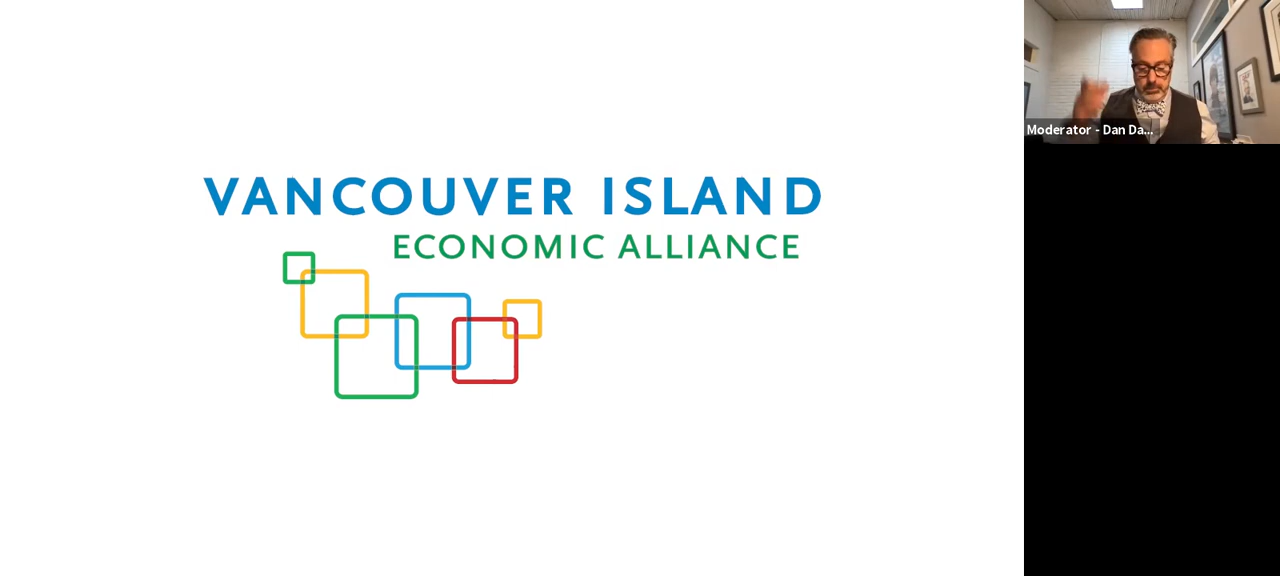 VANCOUVER ISLAND
ECONOMIC ALLIANCE
Moderator - Dan Da...